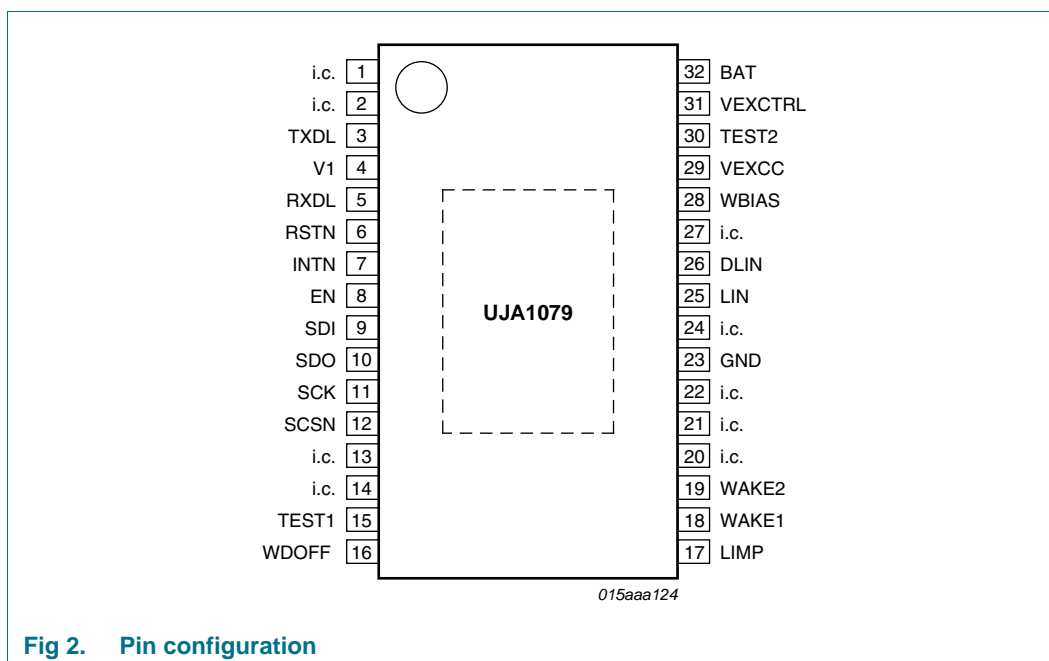 i.c. 1
i.c. 2
TXDL 3
V1 4
RXDL 5
RSTN 6
INTN 7
EN 8
SDI 9
SDO 10
SCK 11
SCSN 12
i.c. 13
i.c. 14
TEST1 15
WDOFF 16
UJA1079
32 BAT
31 VEXCTRL
30 TEST2
29 VEXCC
28 WBIAS
27 i.c.
26 DLIN
25 LIN
24 i.c.
23 GND
22 i.c.
21 i.c.
20 i.c.
19 WAKE2
18 WAKE1
17 LIMP
015aaa124
Fig 2. Pin configuration